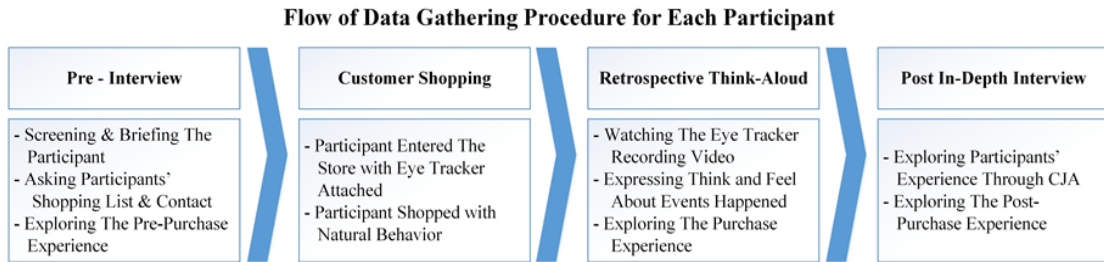 Flow of Data Gathering Procedure for Each Participant
Pre - Interview
- Screening & Briefing The
Participant
- Asking Participants'
Shopping List & Contact
- Exploring The Pre-Purchase
Experience
Customer Shopping
- Participant Entered The
Store with Eye Tracker
Attached
- Participant Shopped with
Natural Behavior
Retrospective Think-Aloud
- Watching The Eye Tracker
Recording Video
- Expressing Think and Feel
About Events Happened
- Exploring The Purchase
Experience
Post In-Depth Interview
- Exploring Participants'
Experience Through CJA
- Exploring The Post-
Purchase Experience